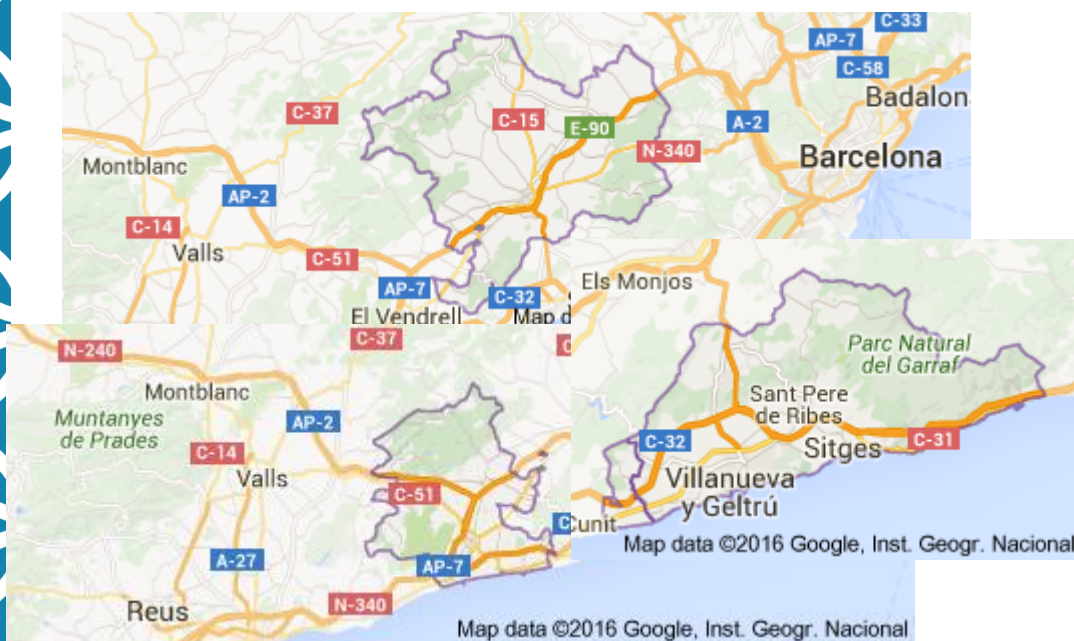 C-33
AP-7
C-58
Badalon
C-37
C-15
E-90
A-2
N-340
Barcelona
Montblanc
AP-2
C-14
Valls
C-51
AP-7
C-32
El Vendrell
Map d
Els Monjos
Parc Natural
del Garraf
Sant Pere
de Ribes
C-32
C-31
Sitges
Villanueva
y Geltrú
Cunit
Map data ©2016 Google, Inst. Geogr. Nacional
C-37
C
N-240
Montblanc
Muntanyes
de Prades
AP-2
C-14
Valls
C-51
C
A-27
AP-7
Reus
N-340
Map data ©2016 Google, Inst. Geogr. Nacional